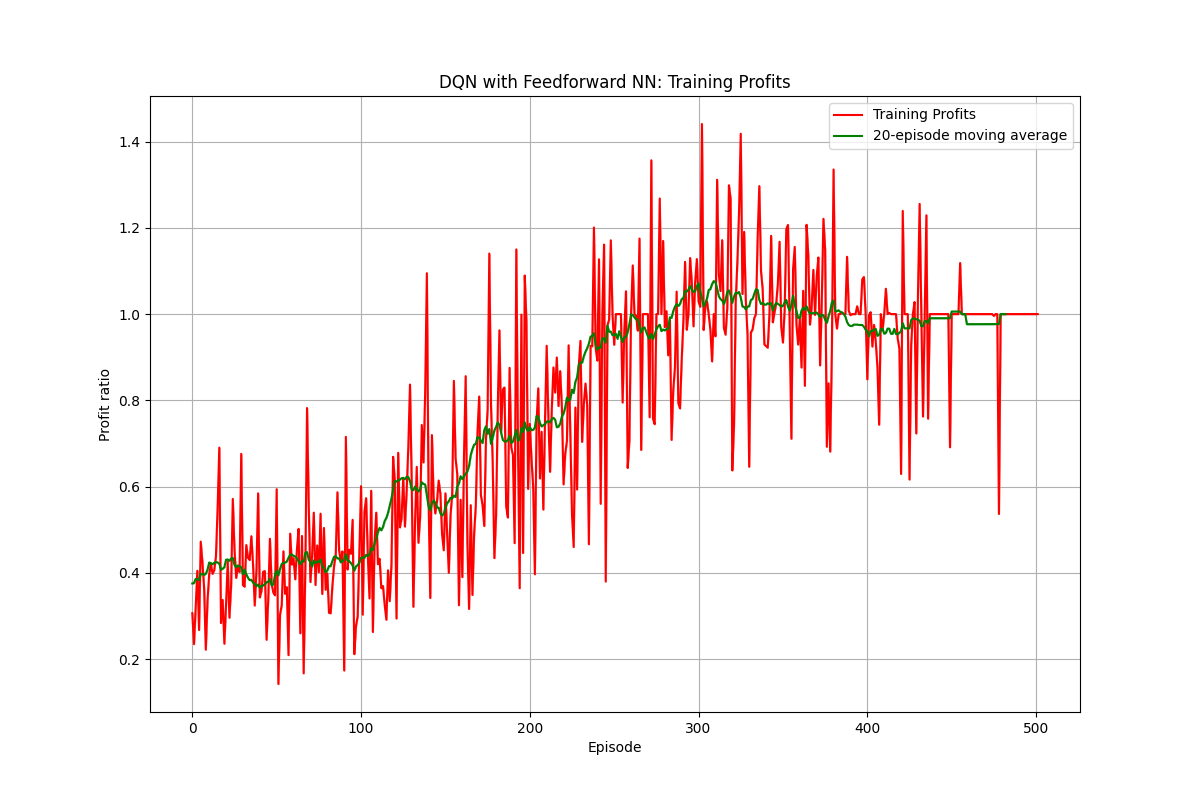 DQN with Feedforward NN: Training Profits
Training Profits
20-episode moving average
Profit ratio
1.4
1.2
1.0
0.8
0.6
0.4
0.2
0
100
200
300
400
500
Episode